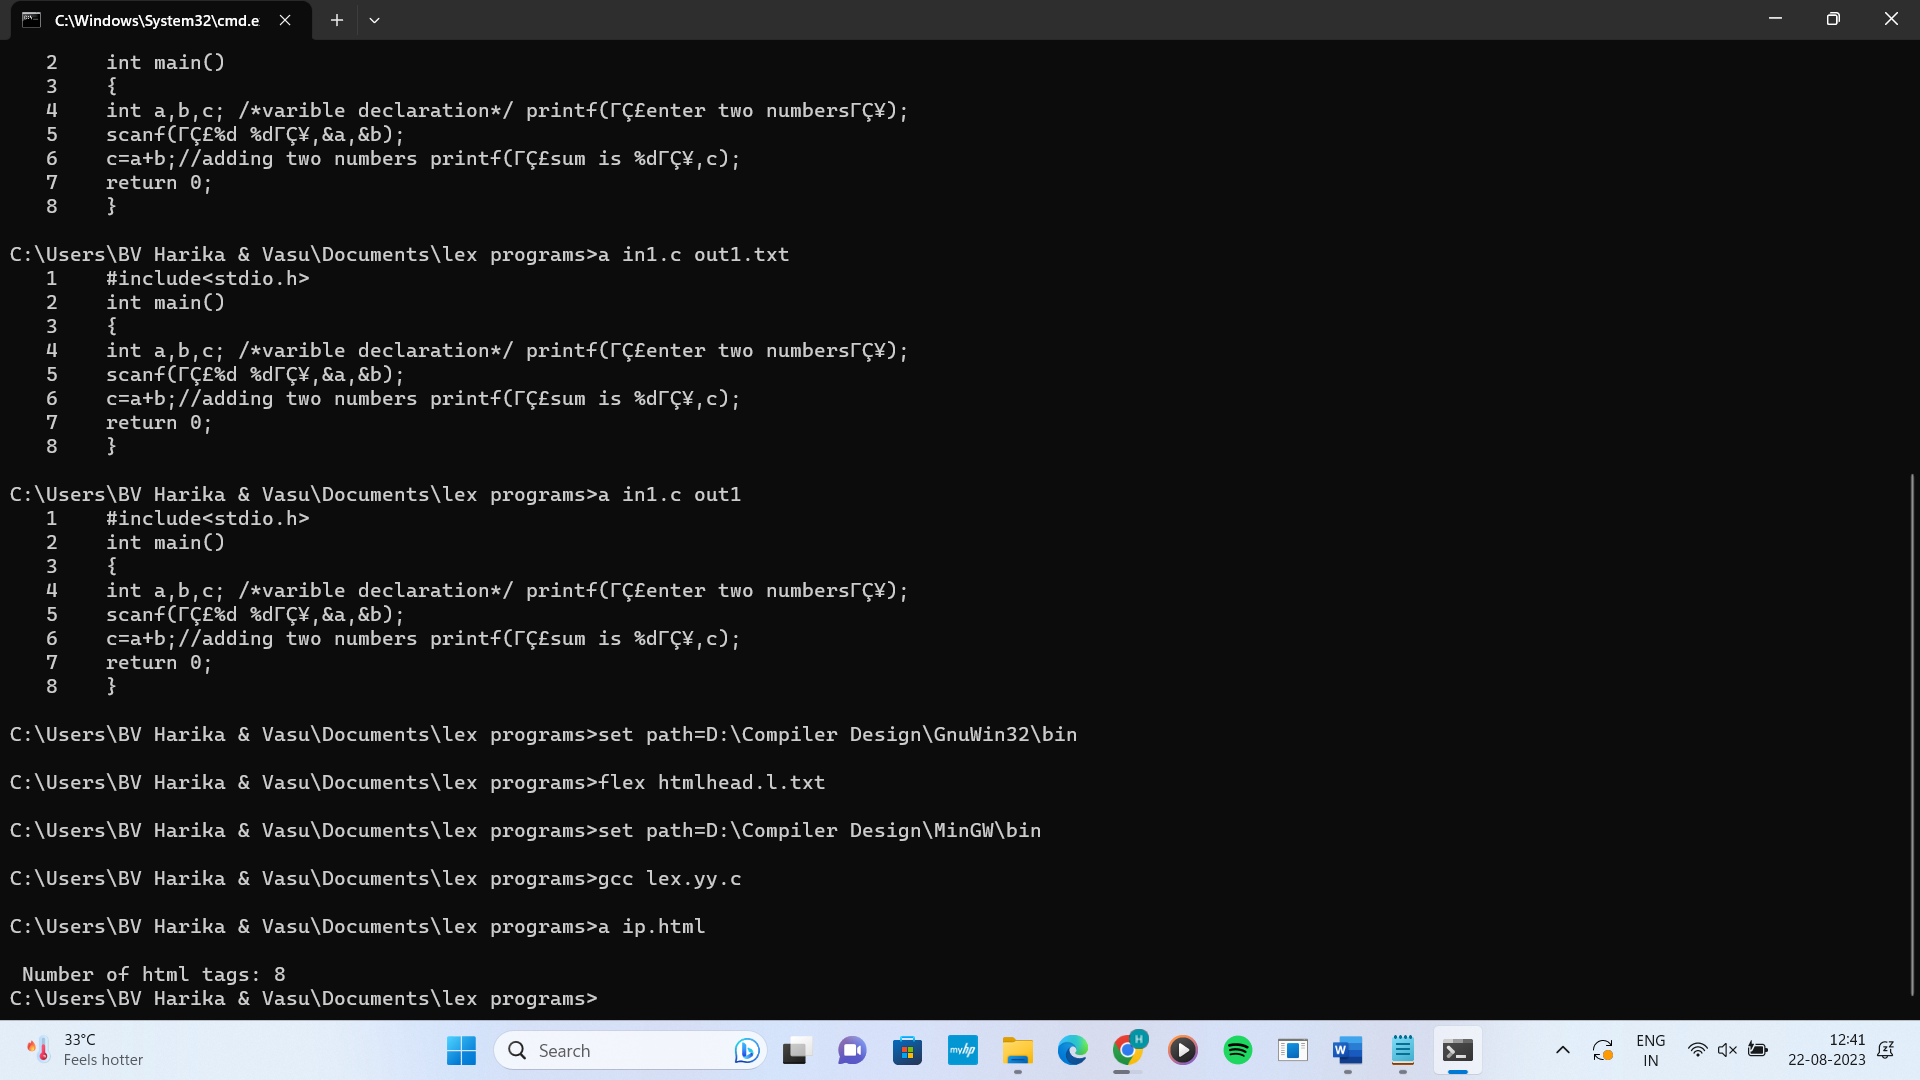 C:\Windows\System32\cmd.e
2 int main()
3 {
4 int a,b,c; /*varible declaration*/ printf(ΓÇ£enter two numbersΓÇ¥);
5 scanf(ΓÇ£%d %dΓÇ¥,&a,&b);
6 c=a+b;//adding two numbers printf(ΓÇ£sum is %dΓÇ¥,c);
7 return 0;
8 }
C:\Users\BV Harika & Vasu\Documents\lex programs>a in1.c out1.txt
1 #include<stdio.h>
2 int main()
3 {
4 int a,b,c; /*varible declaration*/ printf(ΓÇ£enter two numbersΓÇ¥);
5 scanf(ΓÇ£%d %dΓÇ¥,&a,&b);
6 c=a+b;//adding two numbers printf(ΓÇ£sum is %dΓÇ¥,c);
7 return 0;
8 }
C:\Users\BV Harika & Vasu\Documents\lex programs>a in1.c out1
1 #include<stdio.h>
2 int main()
3 {
4 int a,b,c; /*varible declaration*/ printf(ΓÇ£enter two numbersΓÇ¥);
5 scanf(ΓÇ£%d %dΓÇ¥,&a,&b);
6 c=a+b;//adding two numbers printf(ΓÇ£sum is %dΓÇ¥,c);
7 return 0;
8 }
C:\Users\BV Harika & Vasu\Documents\lex programs>set path=D:\Compiler Design\GnuWin32\bin
C:\Users\BV Harika & Vasu\Documents\lex programs>flex htmlhead.l.txt
C:\Users\BV Harika & Vasu\Documents\lex programs>set path=D:\Compiler Design\MinGW\bin
C:\Users\BV Harika & Vasu\Documents\lex programs>gcc lex.yy.c
C:\Users\BV Harika & Vasu\Documents\lex programs>a ip.html
Number of html tags: 8
C:\Users\BV Harika & Vasu\Documents\lex programs>
33°C
Feels hotter
Search
myhp
H
W
ENG
IN
12:41
22-08-2023